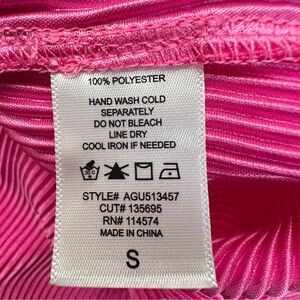 100% POLYESTER
HAND WASH COLD
SEPARATELY
DO NOT BLEACH
LINE DRY
COOL IRON IF NEEDED
STYLE# AGU513457
CUT# 135695
RN# 114574
MADE IN CHINA
S